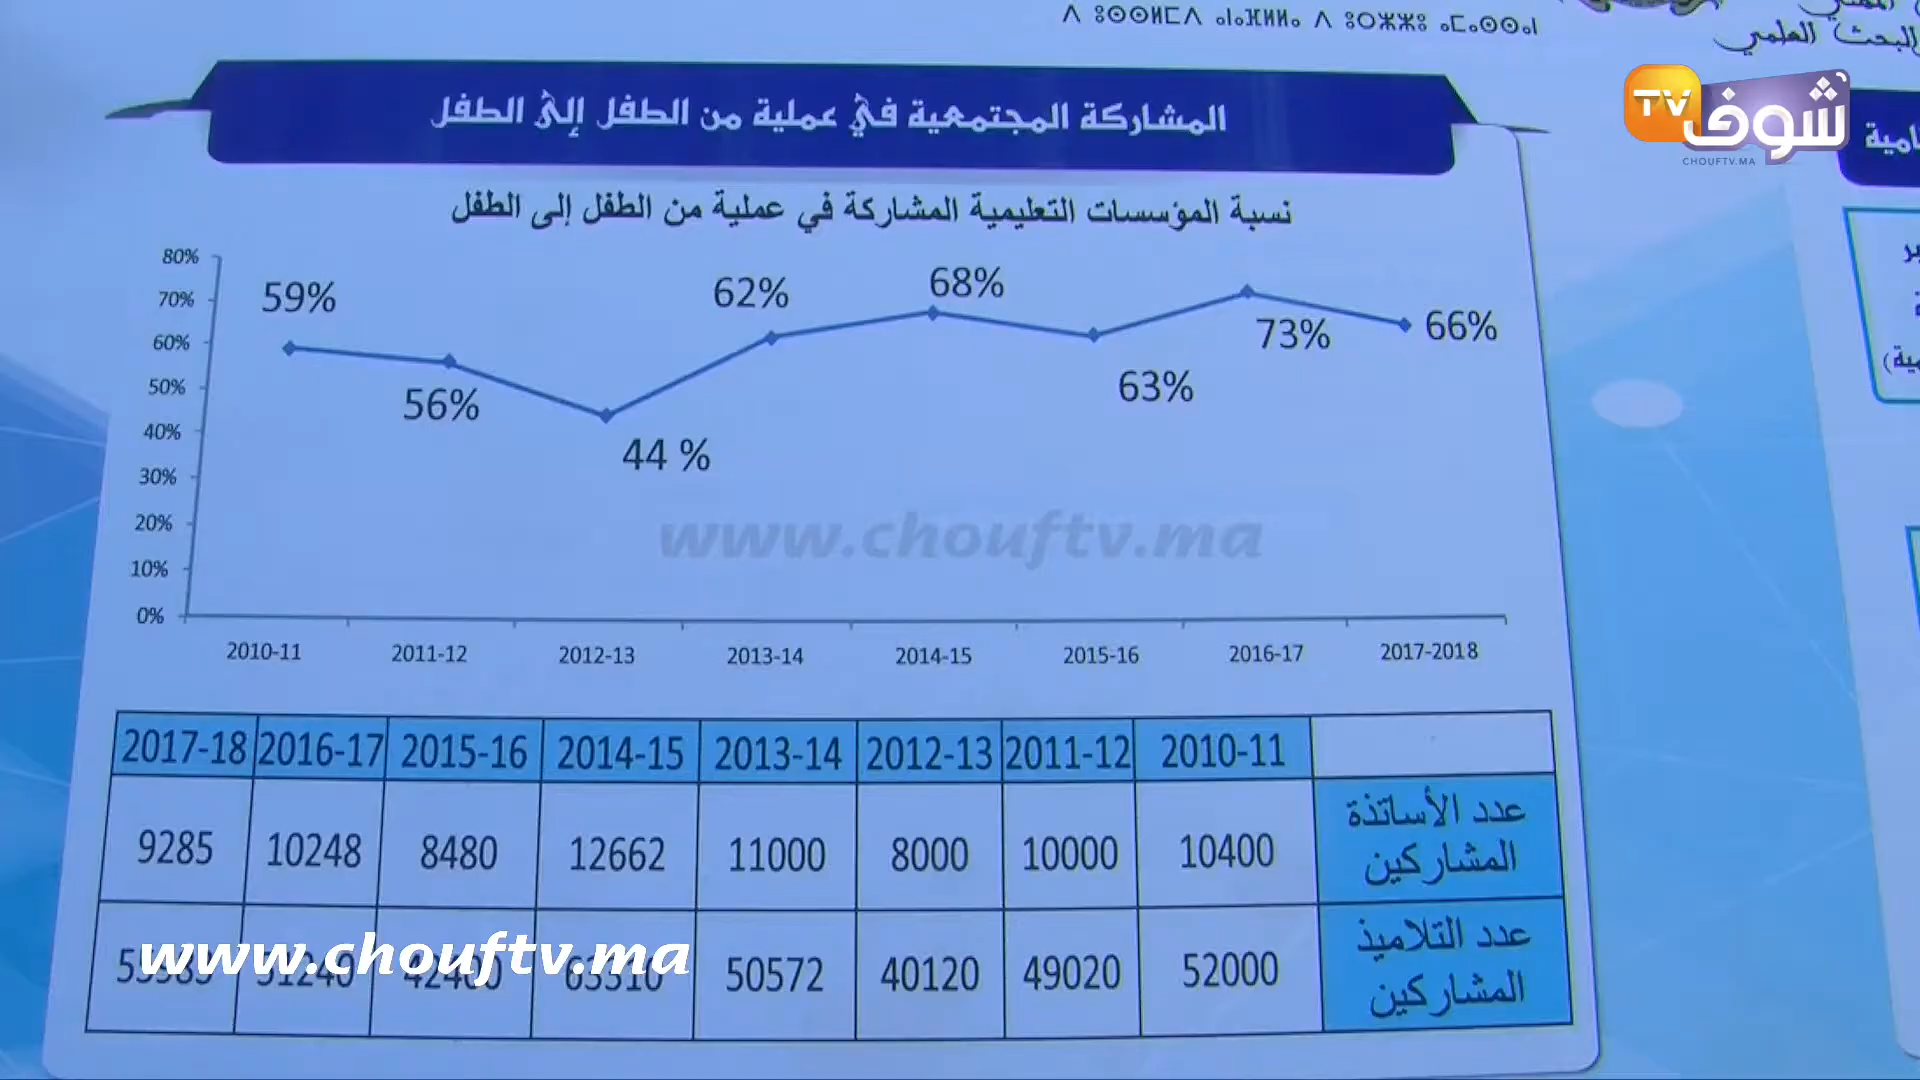 ⴷ ⵓⵙⵙⵍⵎⴷ ⴰⵏⴰⴼⵍⵍⴰ ⴷ ⵓⵔⵣⵣⵓ ⴰⵎⴰⵙⵙⴰⵏ
البحث العلمي
TV شوف
CHOUFTV.MA
المشاركة المجتمعية في عملية من الطفل إلى الطفل
نسبة المؤسسات التعليمية المشاركة في عملية من الطفل إلى الطفل
80%
70%
60%
50%
40%
30%
20%
10%
0%
59% 56% 44 % 62% 68% 63% 73% 66%
www.chouftv.ma
2010-11 2011-12 2012-13 2013-14 2014-15 2015-16 2016-17 2017-2018
2017-18 2016-17 2015-16 2014-15 2013-14 2012-13 2011-12 2010-11
عدد الأساتذة
المشاركين
9285 10248 8480 12662 11000 8000 10000 10400
عدد التلاميذ
المشاركين
63310 50572 40120 49020 52000
www.chouftv.ma